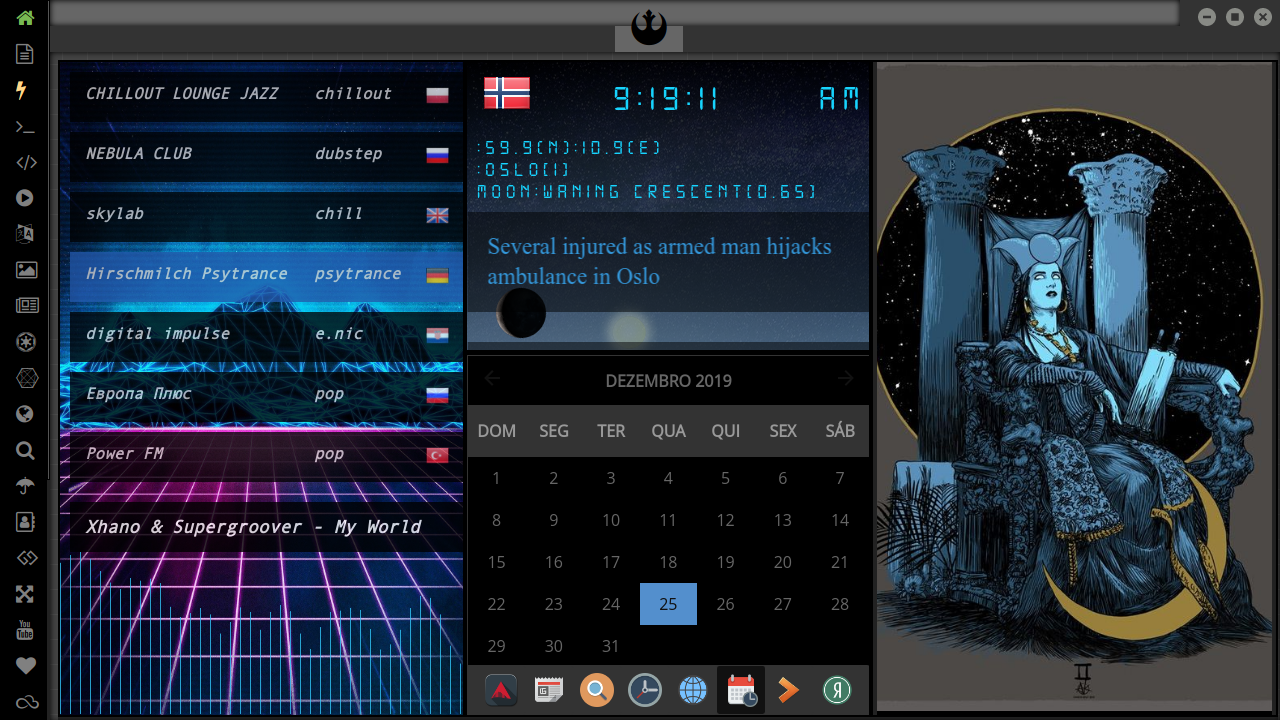 CHILLOUT LOUNGE JAZZ chillout
NEBULA CLUB dubstep
skylab chill
Hirschmilch Psytrance psytrance
digital impulse e.nic
Европа Плюс pop
Power FM pop
Xhano & Supergroover - My World
9:19:11 AM
:59.9(N):10.9(E)
:OSLO(1)
MOON:WANING CRESCENT(0.65)
Several injured as armed man hijacks
ambulance in Oslo
DEZEMBRO 2019
DOM SEG TER QUA QUI SEX SÁB
1 2 3 4 5 6 7
8 9 10 11 12 13 14
15 16 17 18 19 20 21
22 23 24 25 26 27 28
29 30 31
Я
You
Tube
II